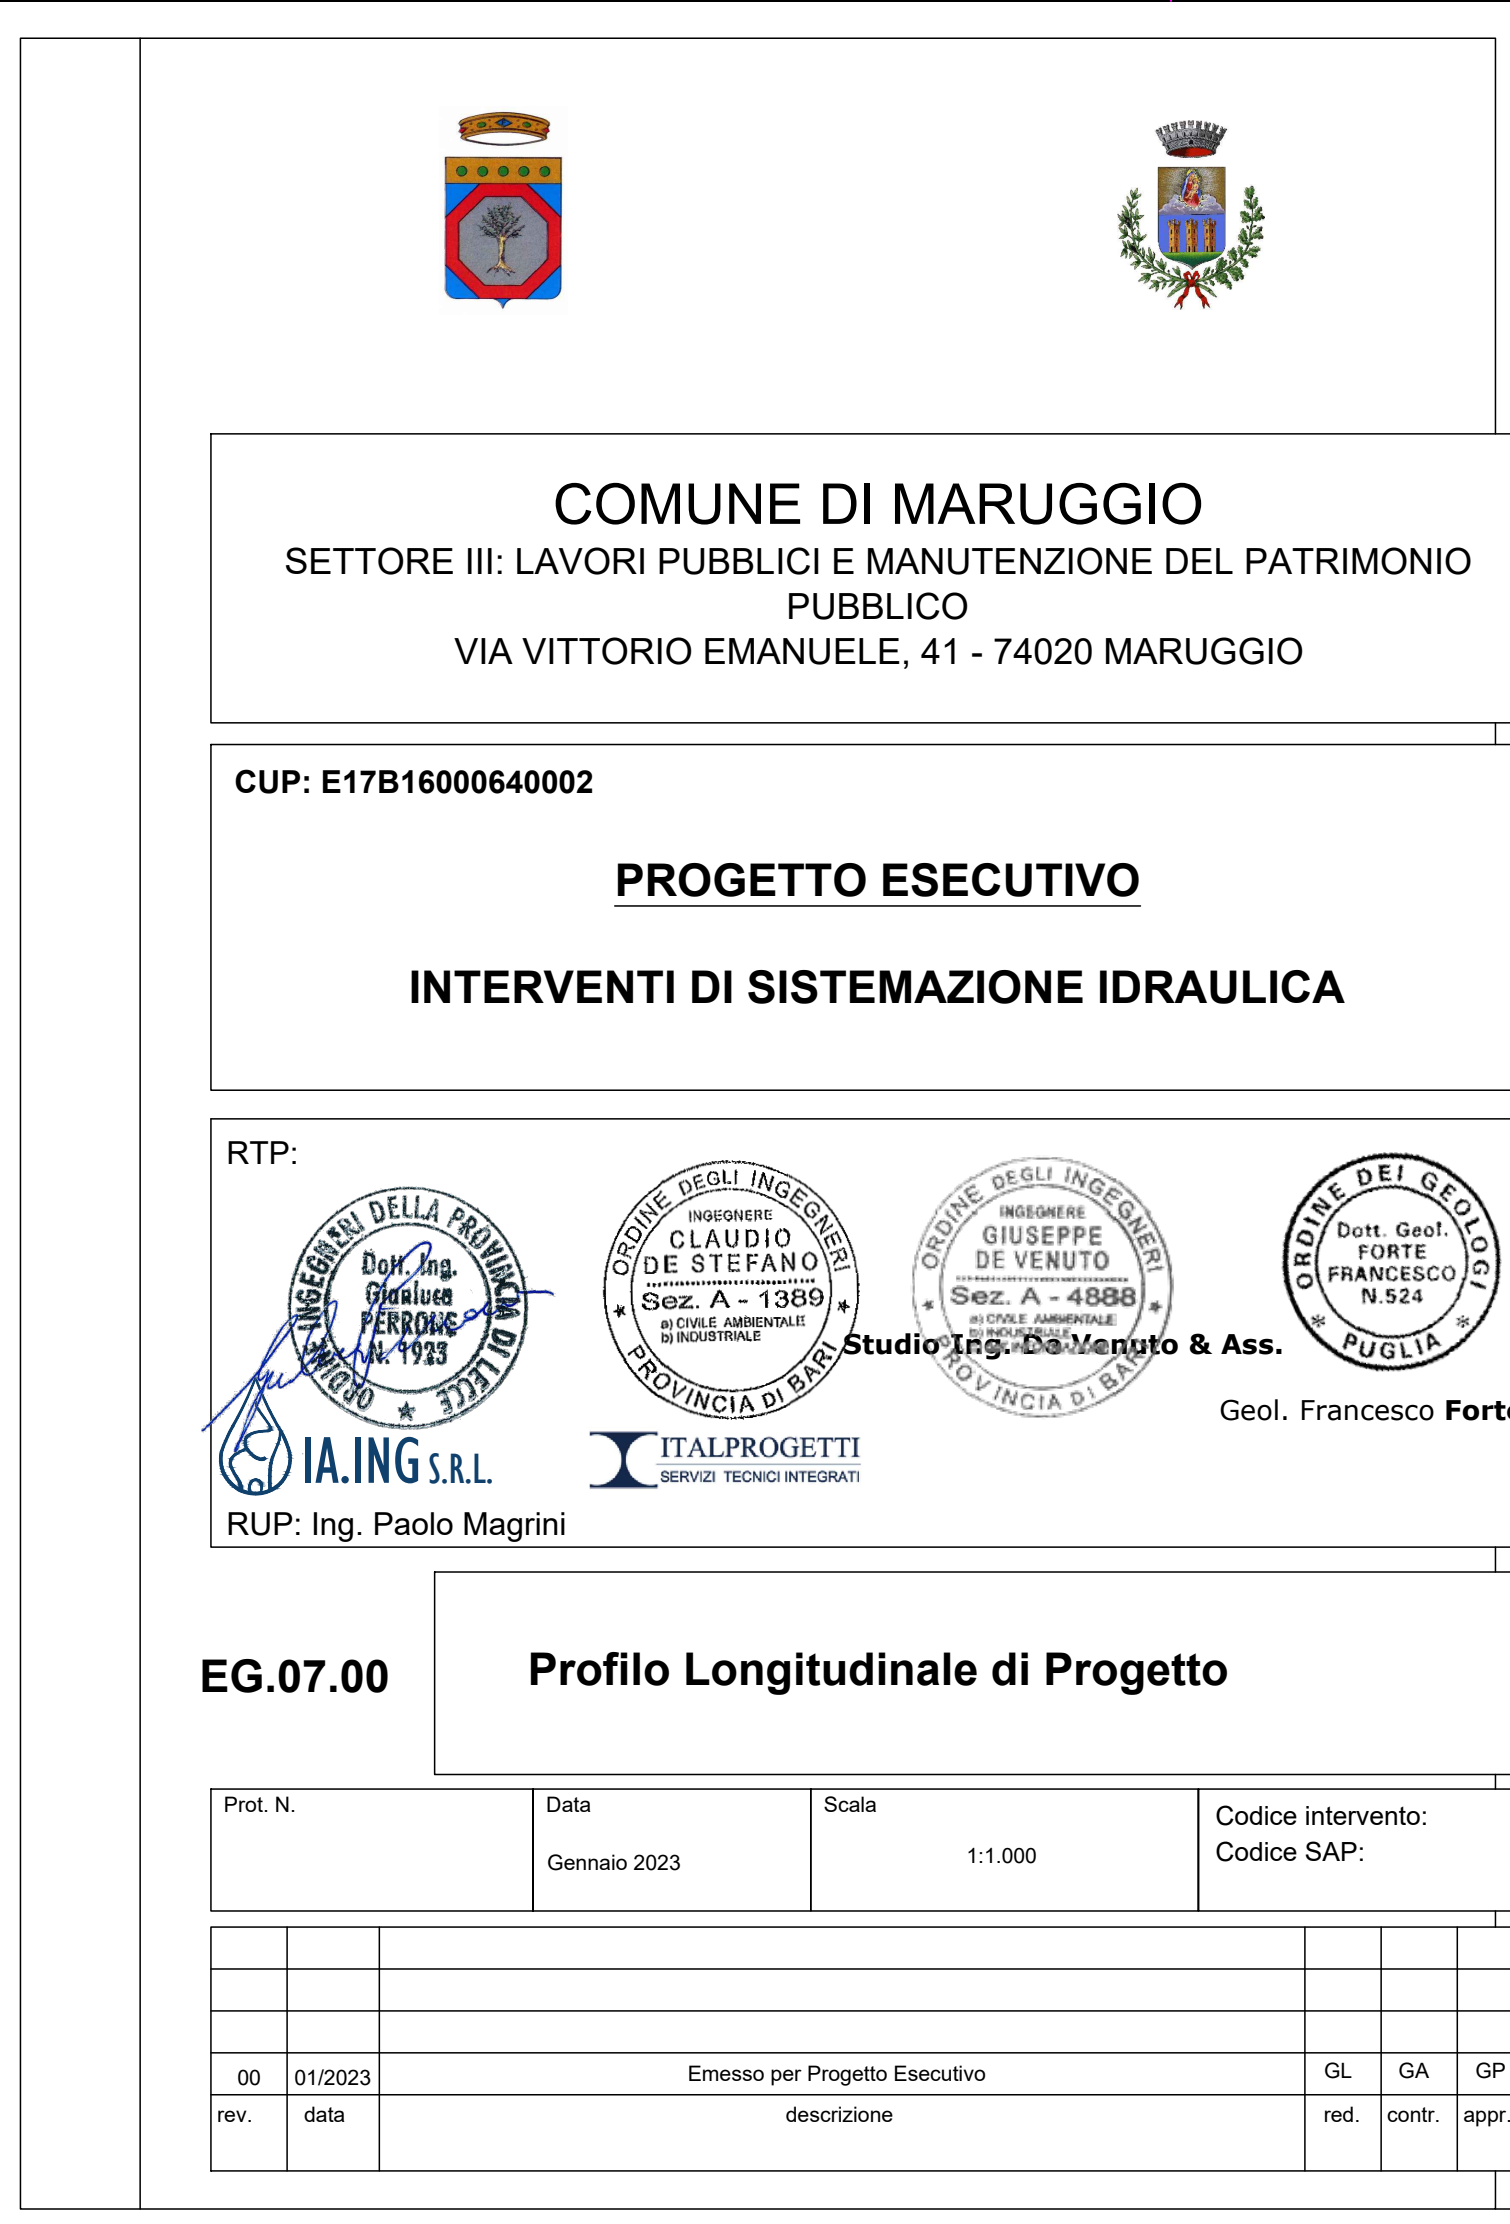 COMUNE DI MARUGGIO
SETTORE III: LAVORI PUBBLICI E MANUTENZIONE DEL PATRIMONIO
PUBBLICO
VIA VITTORIO EMANUELE, 41 - 74020 MARUGGIO
CUP: E17B16000640002
PROGETTO ESECUTIVO
INTERVENTI DI SISTEMAZIONE IDRAULICA
RTP:
ORDINE INGEGNERI DELLA PROVINCIA DI LECCE
Dott. Ing.
Gianluca
PERRONE
N. 1923
ORDINE DEGLI INGEGNERI
INGEGNERE
CLAUDIO
DE STEFANO
Sez. A - 1389
a) CIVILE AMBIENTALE
b) INDUSTRIALE
PROVINCIA DI BARI
ORDINE DEGLI INGEGNERI
INGEGNERE
GIUSEPPE
DE VENUTO
Sez. A - 4888
a) CIVILE AMBIENTALE
b) INDUSTRIALE
PROVINCIA DI BARI
ORDINE DEI GEOLOGI
Dott. Geol.
FORTE
FRANCESCO
N.524
PUGLIA
Studio Ing. De Venuto & Ass.
Geol. Francesco Forte
IA.ING S.R.L.
ITALPROGETTI
SERVIZI TECNICI INTEGRATI
RUP: Ing. Paolo Magrini
EG.07.00
Profilo Longitudinale di Progetto
Prot. N.
Data
Gennaio 2023
Scala
1:1.000
Codice intervento:
Codice SAP:
00 01/2023 Emesso per Progetto Esecutivo GL GA GP
rev. data descrizione red. contr. appr.